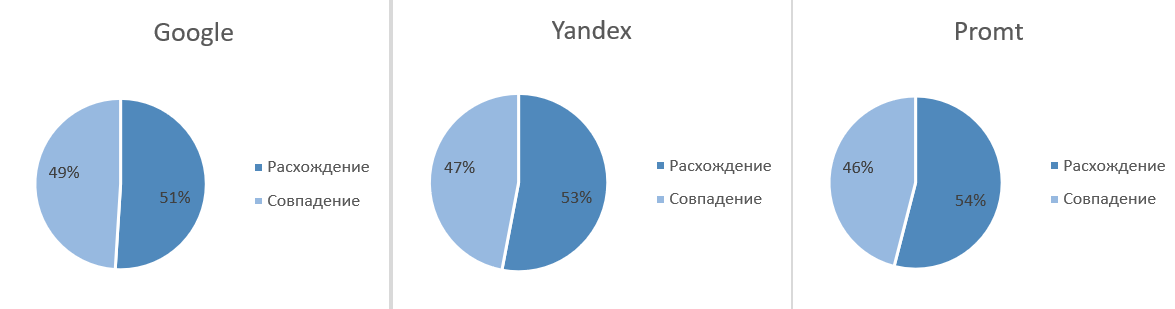 Google
49%
51%
Расхождение
Совпадение
Yandex
47%
53%
Расхождение
Совпадение
Promt
46%
54%
Расхождение
Совпадение